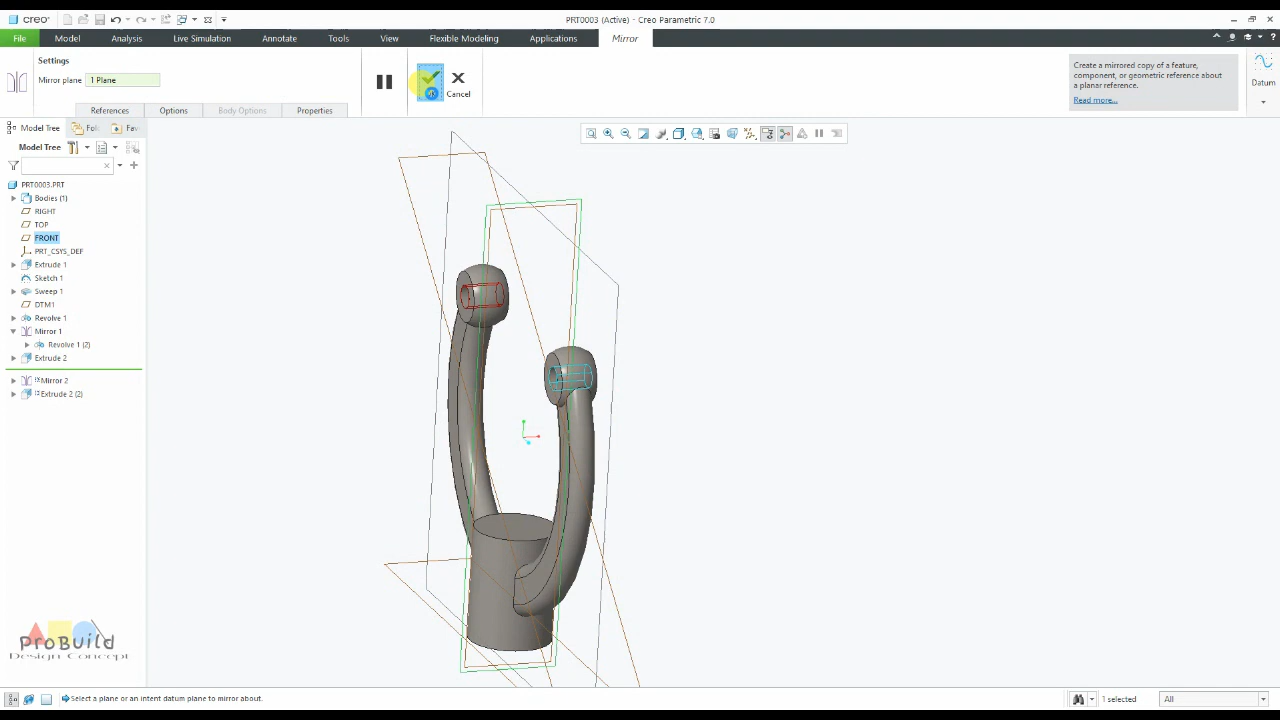 creo®
PRT0003 (Active) - Creo Parametric 7.0
File Model Analysis Live Simulation Annotate Tools View Flexible Modeling Applications Mirror
Settings
Mirror plane 1 Plane
Cancel
References Options Body Options Properties
Create a mirrored copy of a feature, component, or geometric reference about a planar reference.
Read more...
Datum
Model Tree Fol Fav
Model Tree
PRT0003.PRT
Bodies (1)
RIGHT
TOP
FRONT
PRT_CSYS_DEF
Extrude 1
Sketch 1
Sweep 1
DTM1
Revolve 1
Mirror 1
Revolve 1 (2)
Extrude 2
Mirror 2
Extrude 2 (2)
ProBuild
Design Concept
Select a plane or an intent datum plane to mirror about.
1 selected
All